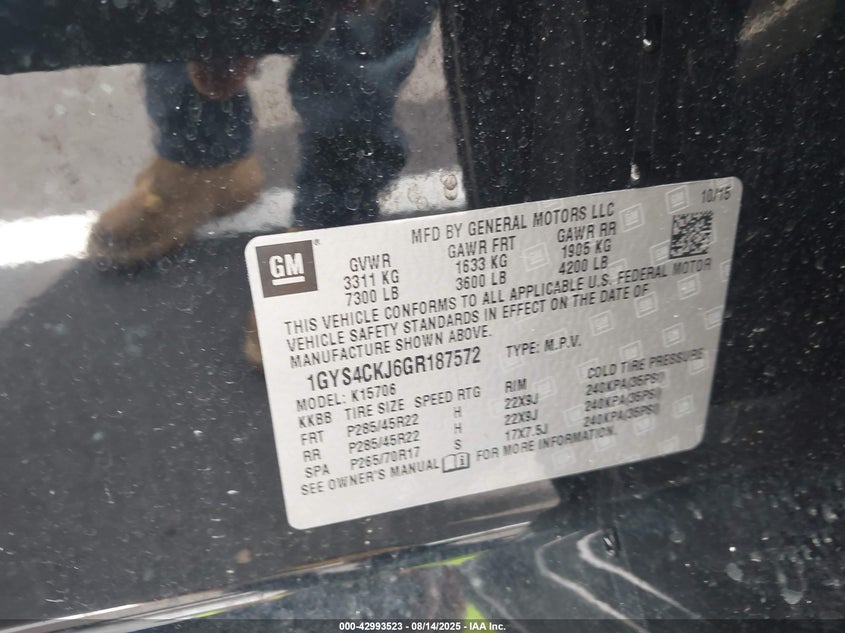 GM
MFD BY GENERAL MOTORS LLC
10/15
GVWR GAWR FRT GAWR RR
3311 KG 1633 KG 1905 KG
7300 LB 3600 LB 4200 LB
THIS VEHICLE CONFORMS TO ALL APPLICABLE U.S. FEDERAL MOTOR
VEHICLE SAFETY STANDARDS IN EFFECT ON THE DATE OF
MANUFACTURE SHOWN ABOVE.
1GYS4CKJ6GR187572 TYPE: M.P.V.
MODEL: K15706
KKBB TIRE SIZE SPEED RTG RIM COLD TIRE PRESSURE
FRT P285/45R22 H 22X9J 240KPA(35PSI)
RR P285/45R22 H 22X9J 240KPA(35PSI)
SPA P265/70R17 S 17X7.5J 240KPA(35PSI)
SEE OWNER'S MANUAL FOR MORE INFORMATION.
000-42993523 08/14/2025 IAA Inc.